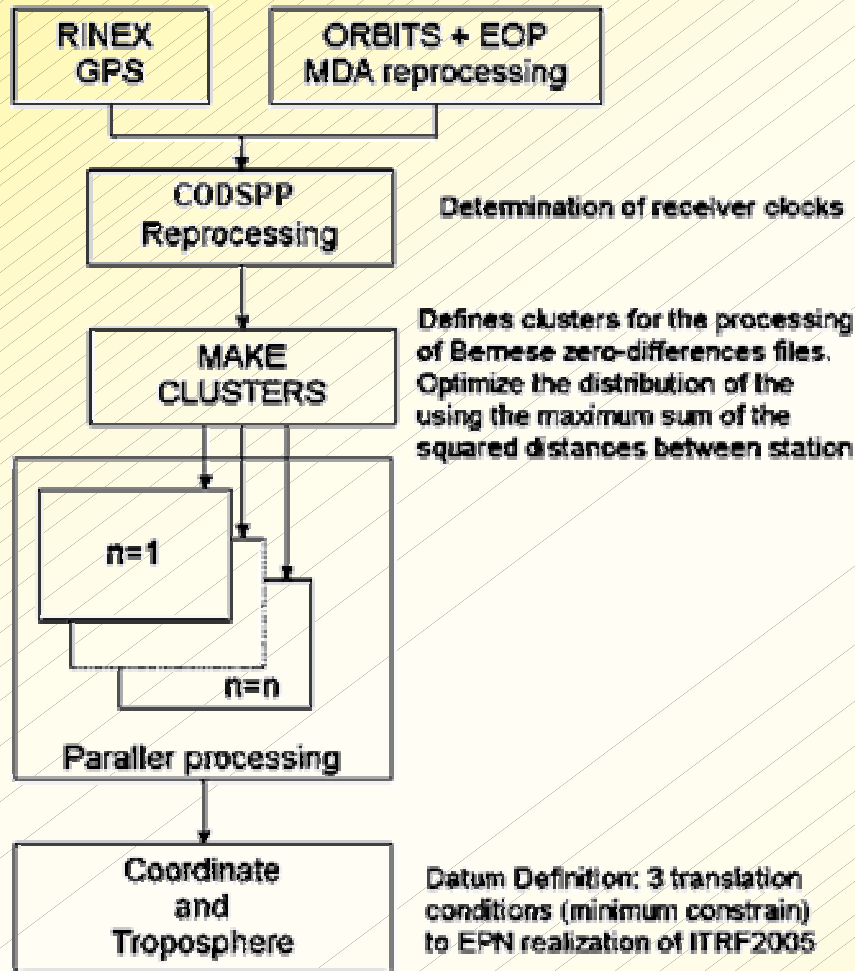 RINEX
GPS
ORBITS + EOP
MDA reprocessing
CODSPP
Reprocessing
Determination of receiver clocks
MAKE
CLUSTERS
Defines clusters for the processing
of Bernese zero-differences files.
Optimize the distribution of the
using the maximum sum of the
squared distances between station
n=1
n=n
Paraller processing
Coordinate
and
Troposphere
Datum Definition: 3 translation
conditions (minimum constrain)
to EPN realization of ITRF2005